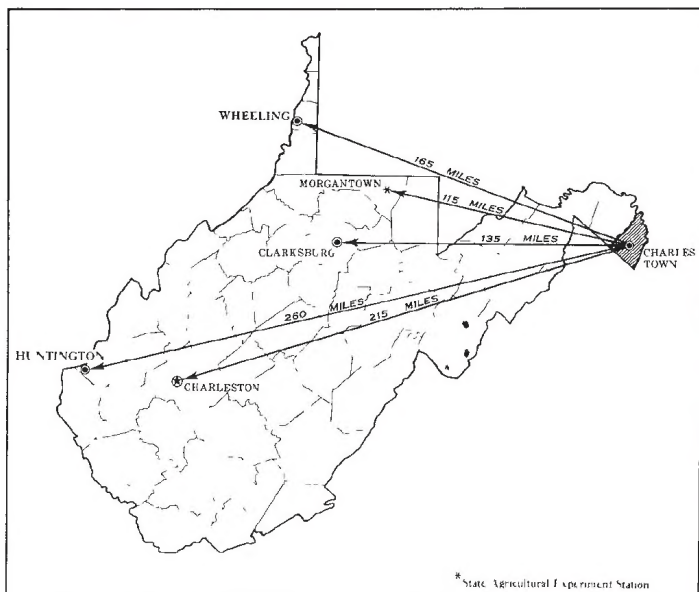 WHEELING
165 MILES
MORGANTOWN
115 MILES
CLARKSBURG
135 MILES
CHARLES
TOWN
260 MILES
215 MILES
HUNTINGTON
CHARLESTON
*State Agricultural Experiment Station